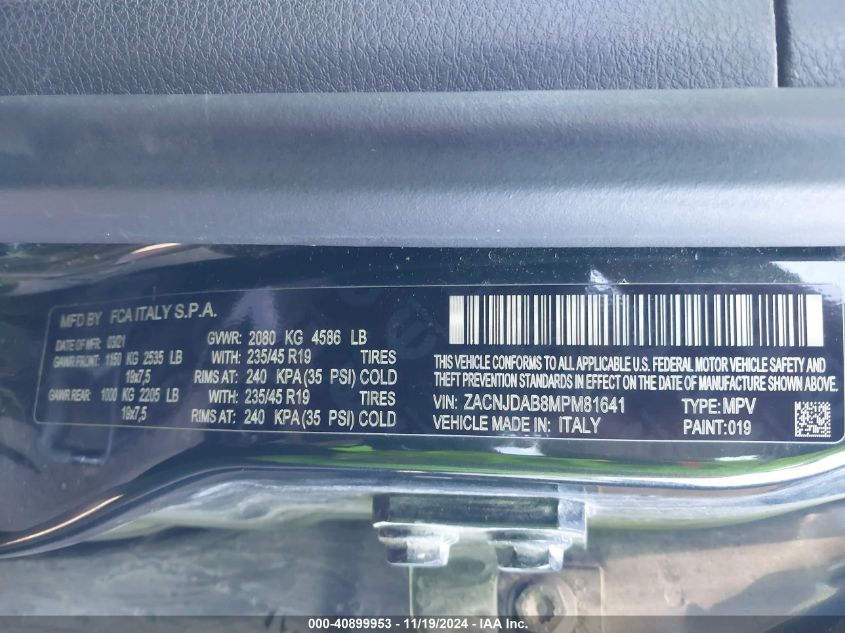 MFD BY FCA ITALY S.P.A.
DATE OF MFR 03/21 GVWR: 2080 KG 4586 LB
GAWR FRONT: 1150 KG 2535 LB WITH: 235/45 R19 TIRES
19x7,5 RIMS AT: 240 KPA(35 PSI) COLD
GAWR REAR: 1000 KG 2205 LB WITH: 235/45 R19 TIRES
19x7,5 RIMS AT: 240 KPA(35 PSI) COLD
THIS VEHICLE CONFORMS TO ALL APPLICABLE U.S. FEDERAL MOTOR VEHICLE SAFETY AND
THEFT PREVENTION STANDARDS IN EFFECT ON THE DATE OF MANUFACTURE SHOWN ABOVE.
VIN: ZACNJDAB8MPM81641 TYPE: MPV
VEHICLE MADE IN: ITALY PAINT: 019
000-40899953 - 11/19/2024 - IAA Inc.